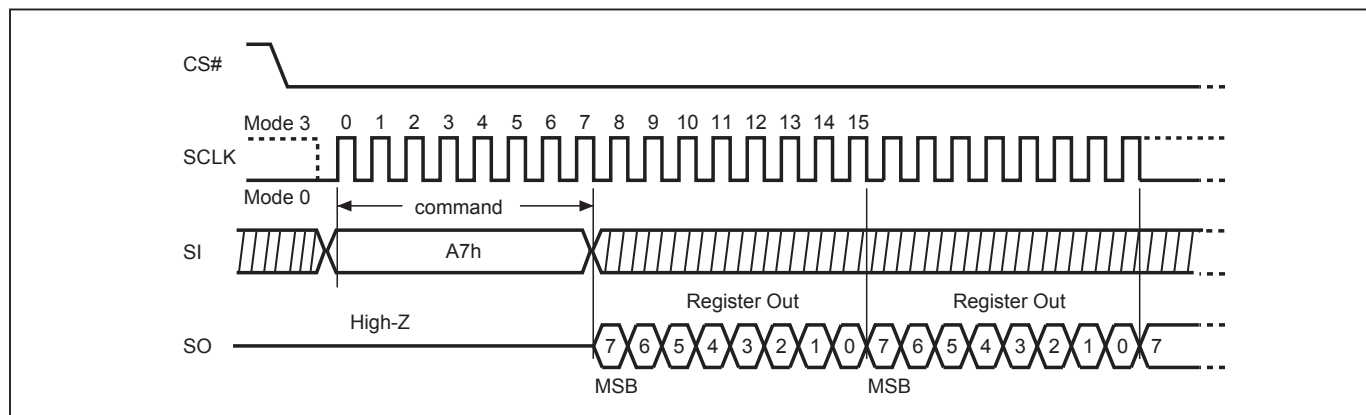 CS#
Mode 3 0 1 2 3 4 5 6 7 8 9 10 11 12 13 14 15
SCLK
Mode 0
command
SI A7h
Register Out Register Out
High-Z
SO 7 6 5 4 3 2 1 0 7 6 5 4 3 2 1 0 7
MSB MSB